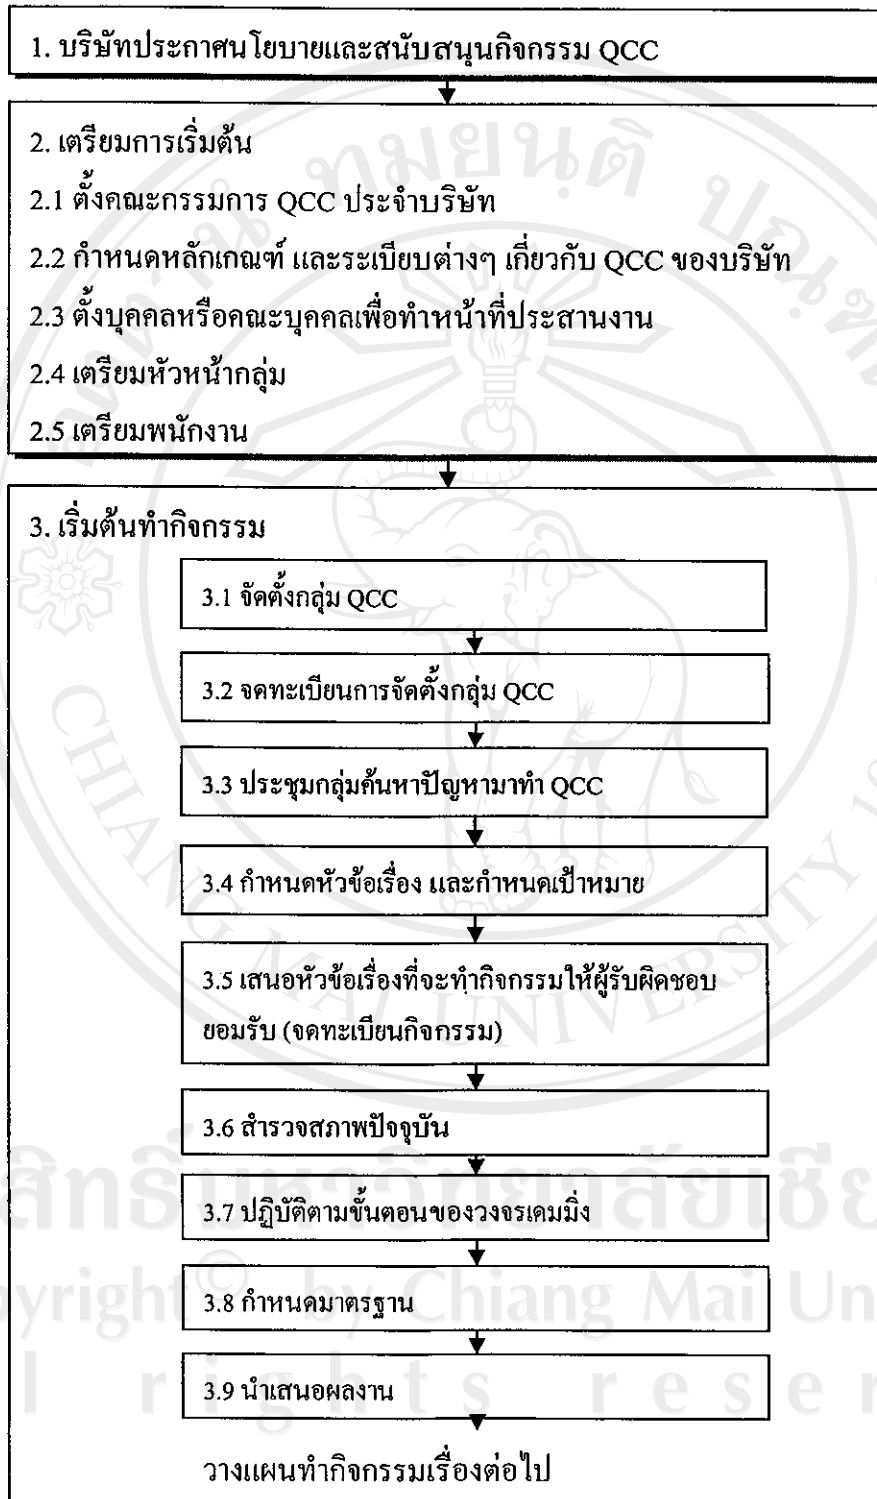 1. บริษัทประกาศนโยบายและสนับสนุนกิจกรรม QCC
2. เตรียมการเริ่มต้น
2.1 ตั้งคณะกรรมการ QCC ประจำบริษัท
2.2 กำหนดหลักเกณฑ์ และระเบียบต่างๆ เกี่ยวกับ QCC ของบริษัท
2.3 ตั้งบุคคลหรือคณะบุคคลเพื่อทำหน้าที่ประสานงาน
2.4 เตรียมหัวหน้ากลุ่ม
2.5 เตรียมพนักงาน
3. เริ่มต้นทำกิจกรรม
3.1 จัดตั้งกลุ่ม QCC
3.2 จดทะเบียนการจัดตั้งกลุ่ม QCC
3.3 ประชุมกลุ่มค้นหาปัญหามาทำ QCC
3.4 กำหนดหัวข้อเรื่อง และกำหนดเป้าหมาย
3.5 เสนอหัวข้อเรื่องที่จะทำกิจกรรมให้ผู้รับผิดชอบ
ยอมรับ (จดทะเบียนกิจกรรม)
3.6 สำรวจสภาพปัจจุบัน
3.7 ปฏิบัติตามขั้นตอนของวงจรเดมมิ่ง
3.8 กำหนดมาตรฐาน
3.9 นำเสนอผลงาน
วางแผนทำกิจกรรมเรื่องต่อไป
CHIANG MAI UNIVERSITY
by Chiang Mai
rights